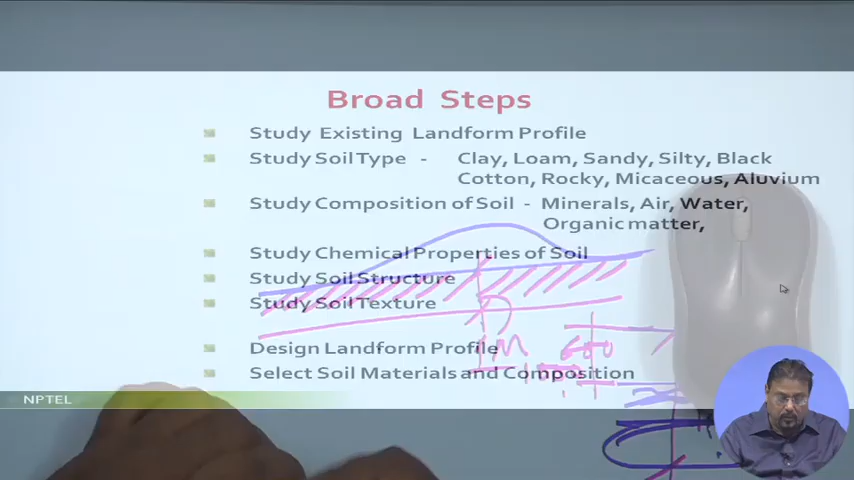 Broad Steps
Study Existing Landform Profile
Study Soil Type - Clay, Loam, Sandy, Silty, Black
Cotton, Rocky, Micaceous, Aluvium
Study Composition of Soil - Minerals, Air, Water,
Organic matter,
Study Chemical Properties of Soil
Study Soil Structure
Study Soil Texture
1M
600
Design Landform Profile
Select Soil Materials and Composition
NPTEL